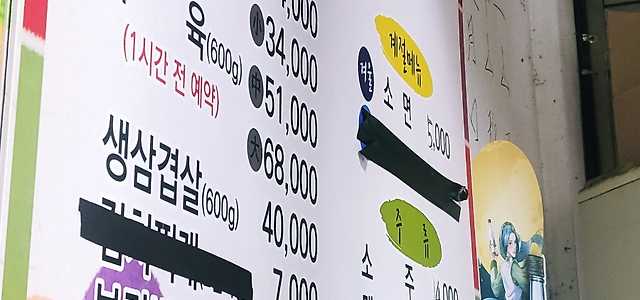 육(600g) 小 34,000
(1시간 전 예약) 中 51,000
大 68,000
생삼겹살(600g) 40,000
7,000
계절메뉴
겨울
소면 5,000
주류
소주